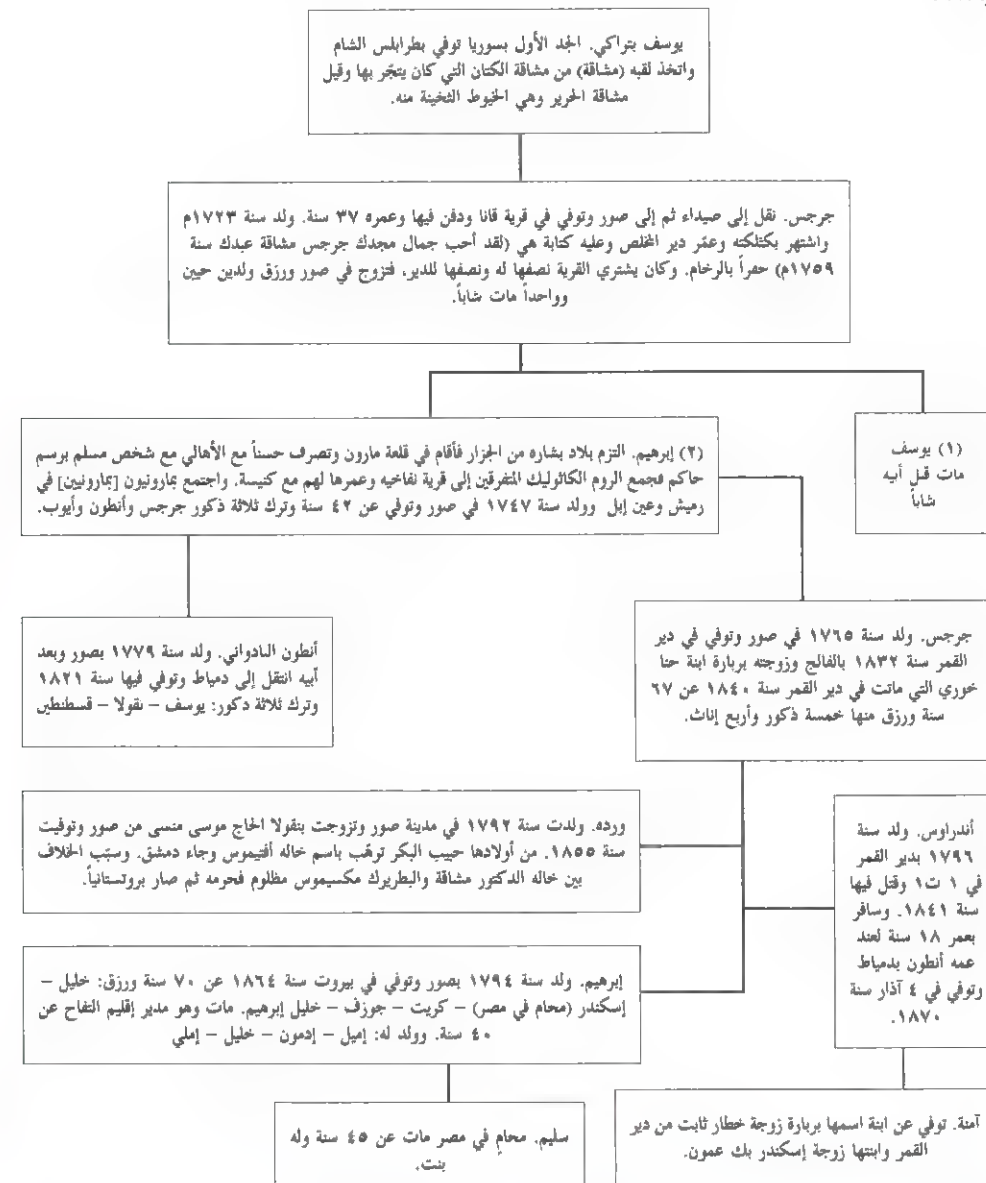 يوسف بتراكي. الجد الأول بسوريا توفي بطرابلس الشام
واتخذ لقبه (مشاقة) من مشاقة الكتان التي كان يتجّر بها وقيل
مشاقة الحرير وهي الخيوط الثخينة منه.
جرجس. نقل إلى صيداء ثم إلى صور وتوفي في قرية قانا ودفن فيها وعمره ٣٧ سنة. ولد سنة ١٧٢٣م
واشتهر بكثلكته وعمّر دير المخلص وعليه كتابة هي (لقد أحب جمال مجدك جرجس مشاقة عبدك سنة
١٧٥٩م) حفراً بالرخام. وكان يشتري القرية نصفها له ونصفها للدير، فتزوج في صور ورزق ولدين حيين
وواحداً مات شاباً.
(١) يوسف
مات قبل أبيه
شاباً
(٢) إبرهيم. التزم بلاد بشاره من الجزار فأقام في قلعة مارون وتصرف حسناً مع الأهالي مع شخص مسلم برسم
حاكم فجمع الروم الكاثوليك المتفرقين إلى قرية نفاخيه وعمرها لهم مع كنيسة. واجتمع بمارونيون [بمارونيين] في
رميش وعين إبل وولد سنة ١٧٤٧ في صور وتوفي عن ٤٢ سنة وترك ثلاثة ذكور جرجس وأنطون وأيوب.
جرجس. ولد سنة ١٧٦٥ في صور وتوفي في دير
القمر سنة ١٨٣٢ بالفالج وزوجته بربارة ابنة حنا
خوري التي ماتت في دير القمر سنة ١٨٤٠ عن ٦٧
سنة ورزق منها خمسة ذكور وأربع إناث.
أنطون البادواني. ولد سنة ١٧٧٩ بصور وبعد
أبيه انتقل إلى دمياط وتوفي فيها سنة ١٨٢١
وترك ثلاثة دكور: يوسف – نقولا – قسطنطين
ورده. ولدت سنة ١٧٩٢ في مدينة صور وتزوجت بنقولا الحاج موسى منسى من صور وتوفيت
سنة ١٨٥٥. من أولادها حبيب البكر ترهّب باسم خاله أفتيموس وجاء دمشق. وسبّب الخلاف
بين خاله الدكتور مشاقة والبطريرك مكسيموس مظلوم فحرمه ثم صار بروتستانياً.
أندراوس. ولد سنة
١٧٩٦ بدير القمر
في ١ ت١ وقتل فيها
سنة ١٨٤١. وسافر
بعمر ١٨ سنة لعند
عمه أنطون بدمياط
وتوفي في ٤ آذار سنة
١٨٧٠.
إبرهيم. ولد سنة ١٧٩٤ بصور وتوفي في بيروت سنة ١٨٦٤ عن ٧٠ سنة ورزق: خليل –
إسكندر (محام في مصر) – كريت – جوزف – خليل إبرهيم. مات وهو مدير إقليم التفاح عن
٤٠ سنة. وولد له: إميل – إدمون – خليل – إملي
آمنة. توفي عن ابنة اسمها بربارة زوجة خطار ثابت من دير
القمر وابنتها زوجة إسكندر بك عمون.
سليم. محامٍ في مصر مات عن ٤٥ سنة وله
بنت.